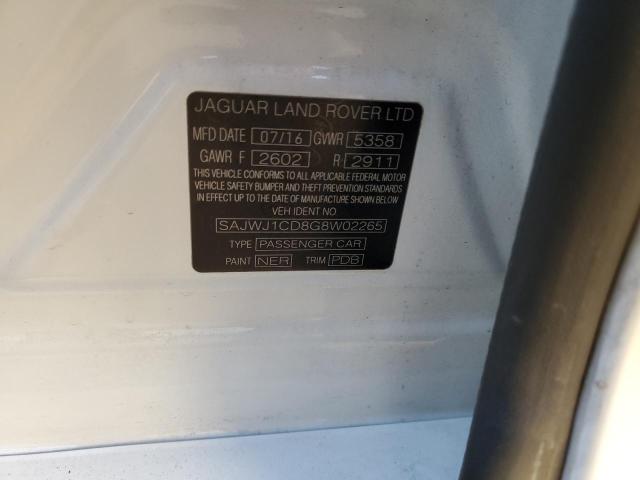 JAGUAR LAND ROVER LTD
MFD DATE 07/16 GVWR 5358
GAWR F 2602 R 2911
THIS VEHICLE CONFORMS TO ALL APPLICABLE FEDERAL MOTOR
VEHICLE SAFETY BUMPER AND THEFT PREVENTION STANDARDS
IN EFFECT UP TO THE DATE OF MANUFACTURE SHOWN BELOW
VEH IDENT NO
SAJWJ1CD8G8W02265
TYPE PASSENGER CAR
PAINT NER TRIM PDB